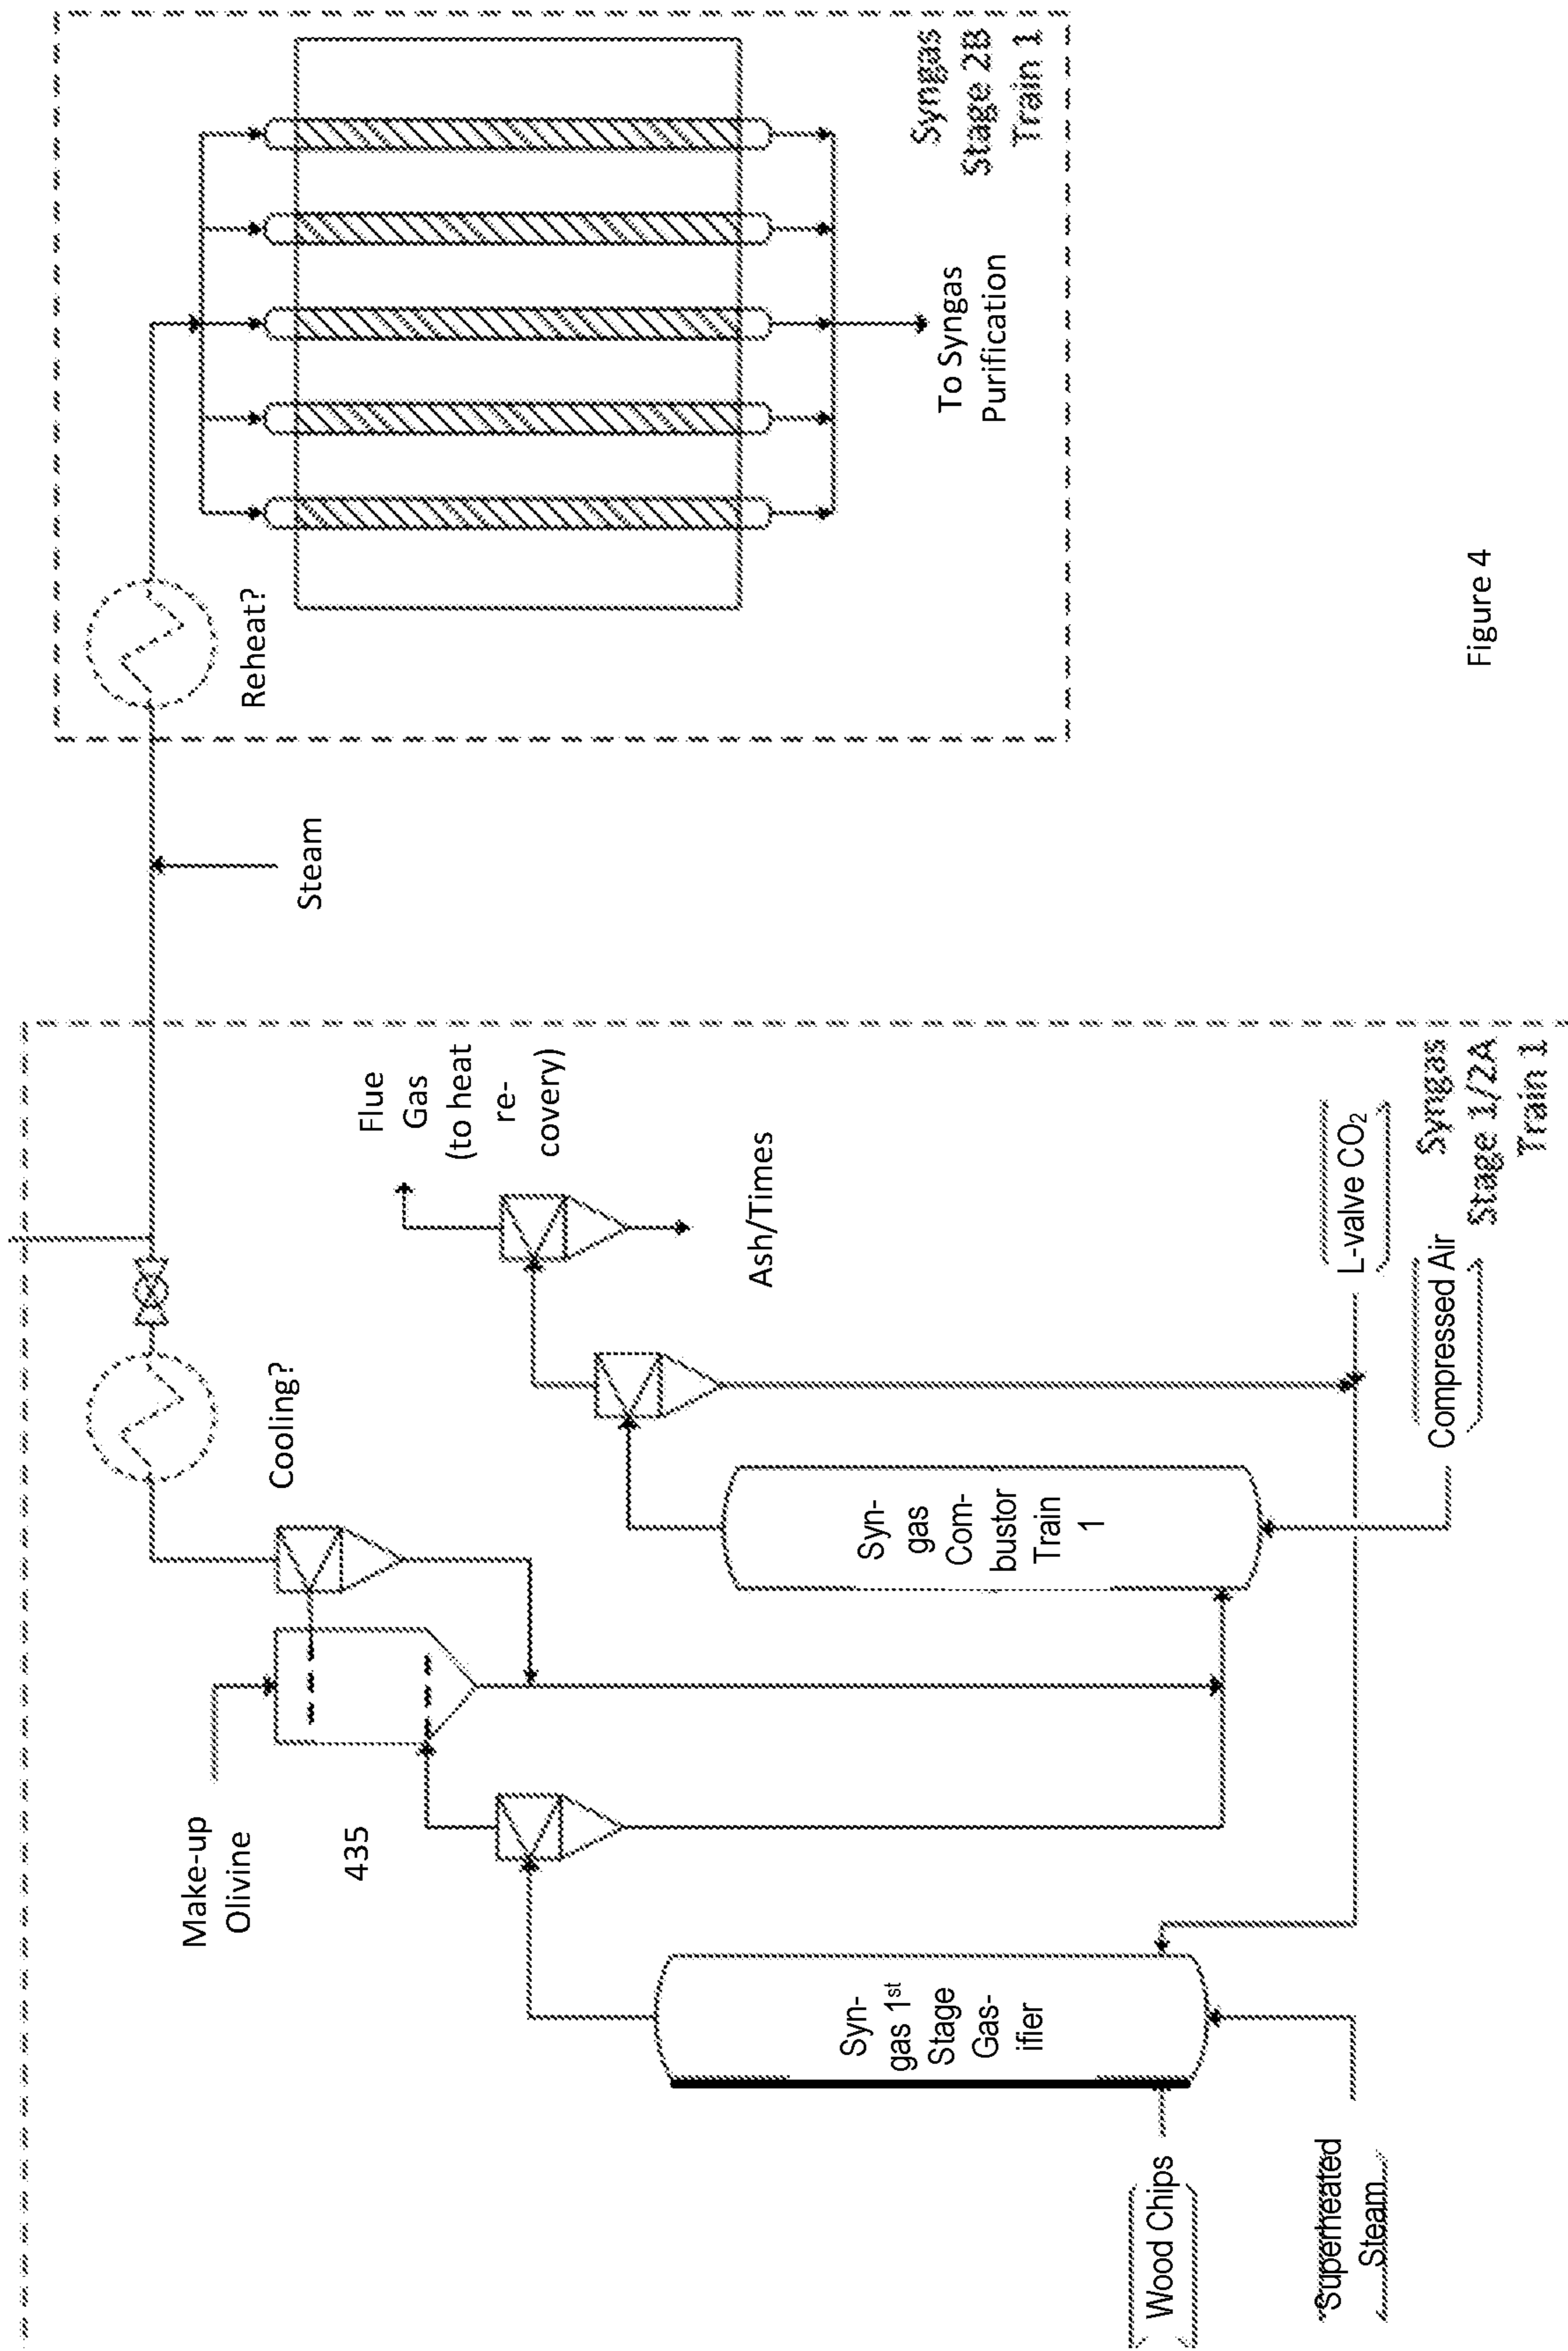 Make-up
Olivine
435
Cooling?
Flue
Gas
(to heat
re-
covery)
Ash/Times
Syn-
gas 1st
Stage
Gas-
ifier
Syn-
gas
Com-
bustor
Train
1
Wood Chips
Superheated
Steam
L-valve CO₂
Compressed Air
Syngas
Stage 1/2A
Train 1
Steam
Reheat?
To Syngas
Purification
Syngas
Stage 2B
Train 1
Figure 4